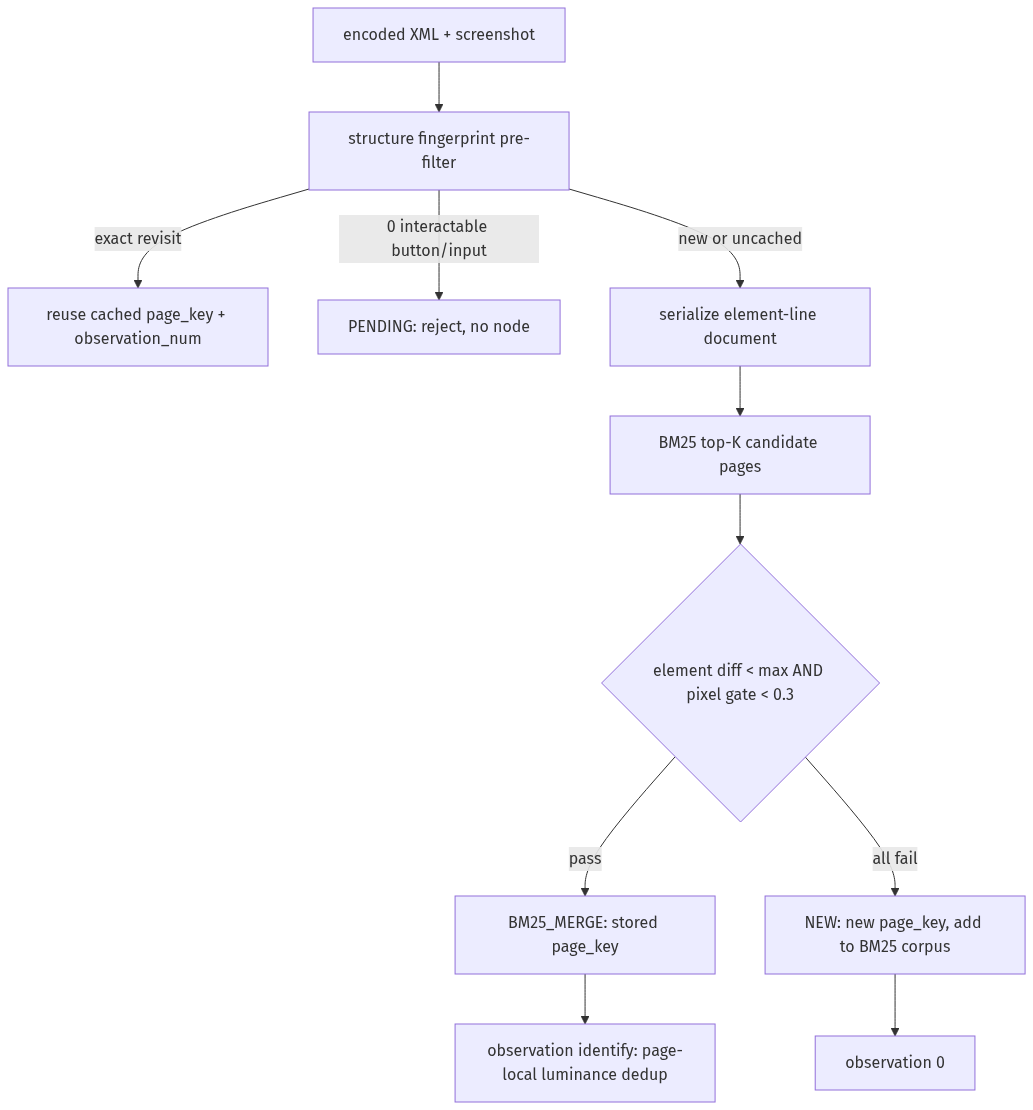 encoded XML + screenshot
structure fingerprint pre-
filter
exact revisit
0 interactable
button/input
new or uncached
reuse cached page_key +
observation_num
PENDING: reject, no node
serialize element-line
document
BM25 top-K candidate
pages
element diff < max AND
pixel gate < 0.3
pass
all fail
BM25_MERGE: stored
page_key
NEW: new page_key, add
to BM25 corpus
observation identify: page-
local luminance dedup
observation 0